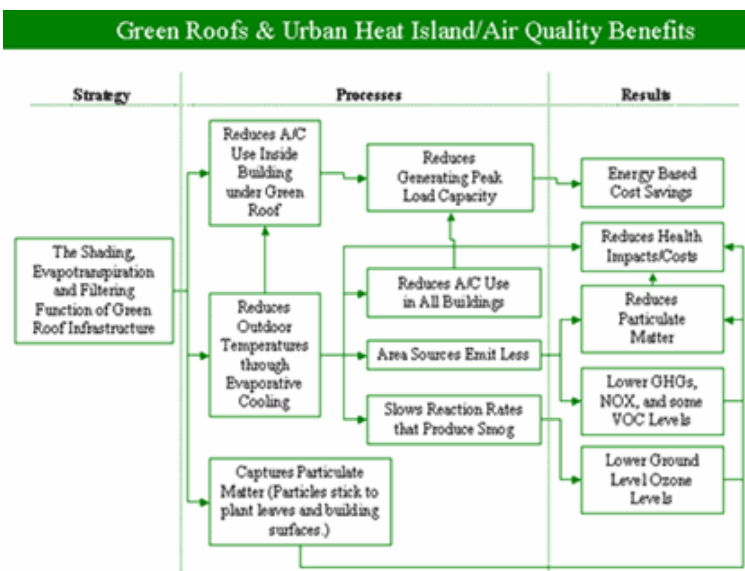 Green Roofs & Urban Heat Island/Air Quality Benefits
Strategy
Processes
Results
The Shading,
Evapotranspiration
and Filtering
Function of Green
Roof Infrastructure
Reduces A/C
Use Inside
Building
under Green
Roof
Reduces
Outdoor
Temperatures
through
Evaporative
Cooling
Captures Particulate
Matter (Particles stick to
plant leaves and building
surfaces.)
Reduces
Generating Peak
Load Capacity
Reduces A/C Use
in All Buildings
Area Sources Emit Less
Slows Reaction Rates
that Produce Smog
Energy Based
Cost Savings
Reduces Health
Impacts/Costs
Reduces
Particulate
Matter
Lower GHGs,
NOX, and some
VOC Levels
Lower Ground
Level Ozone
Levels